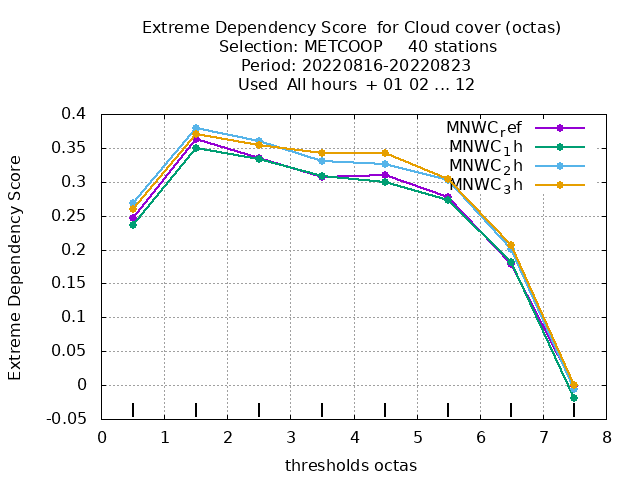 Extreme Dependency Score  for Cloud cover (octas)
Selection: METCOOP     40 stations
Period: 20220816-20220823
Used  All hours  + 01 02 ... 12
Extreme Dependency Score
0.4
0.35
0.3
0.25
0.2
0.15
0.1
0.05
0
-0.05
MNWC_ref
MNWC_1h
MNWC_2h
MNWC_3h
0 1 2 3 4 5 6 7 8
thresholds octas